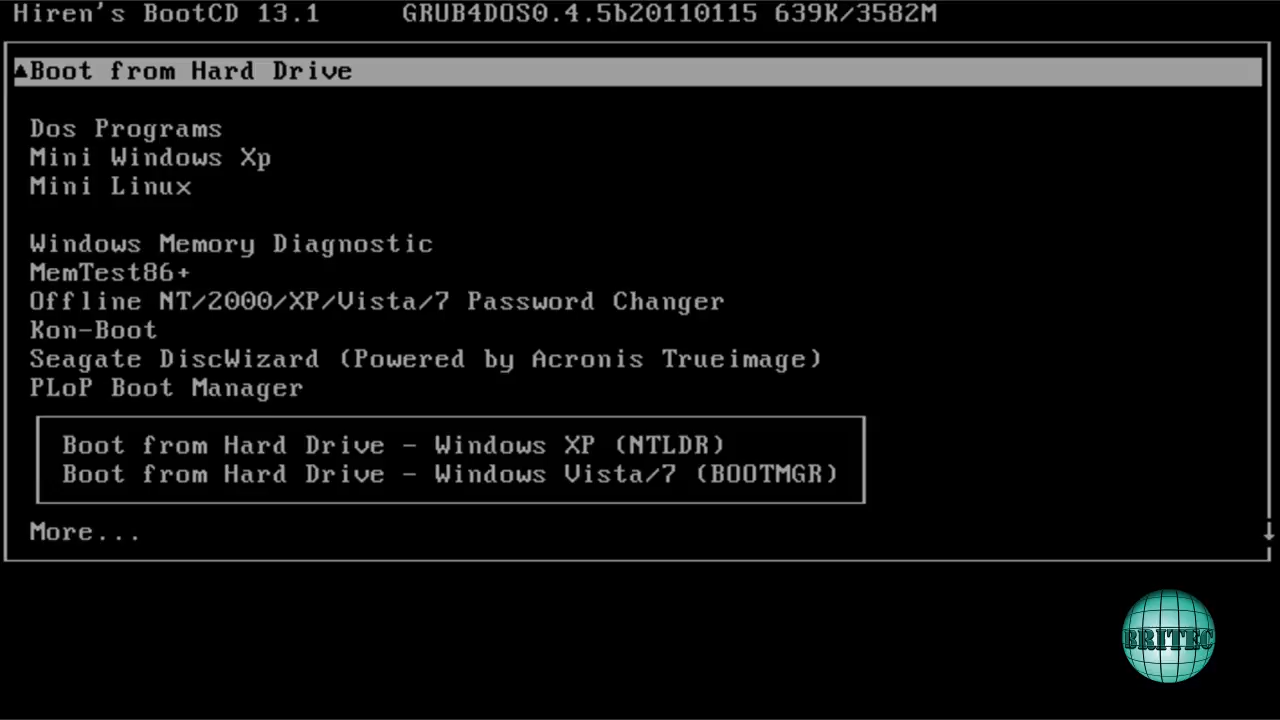 Hiren's BootCD 13.1 GRUB4DOS0.4.5b20110115 639K/3582M
▲Boot from Hard Drive
Dos Programs
Mini Windows Xp
Mini Linux
Windows Memory Diagnostic
MemTest86+
Offline NT/2000/XP/Vista/7 Password Changer
Kon-Boot
Seagate DiscWizard (Powered by Acronis Trueimage)
PLoP Boot Manager
Boot from Hard Drive - Windows XP (NTLDR)
Boot from Hard Drive - Windows Vista/7 (BOOTMGR)
More...
BRITEC